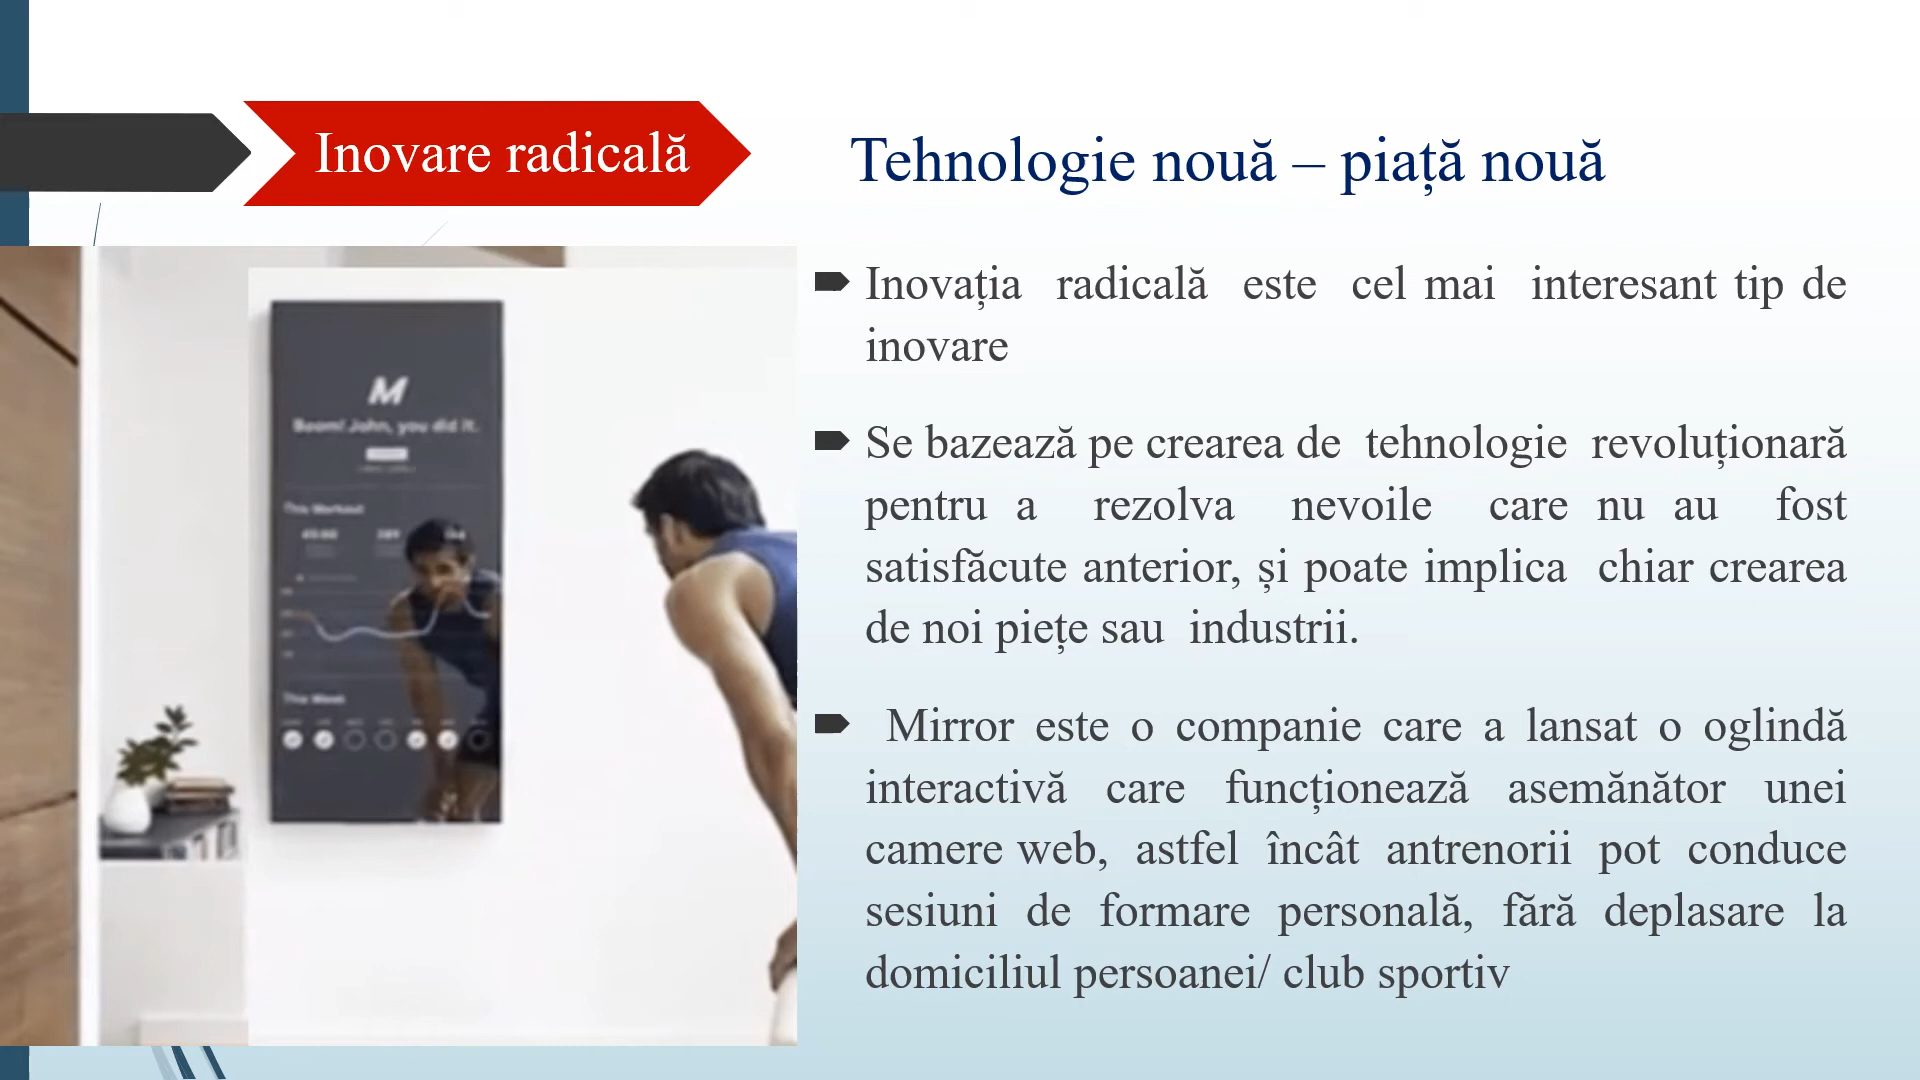 Inovare radicală
Tehnologie nouă – piață nouă
Inovația radicală este cel mai interesant tip de
inovare
Se bazează pe crearea de tehnologie revoluționară
pentru a rezolva nevoile care nu au fost
satisfăcute anterior, și poate implica chiar crearea
de noi piețe sau industrii.
Mirror este o companie care a lansat o oglindă
interactivă care funcționează asemănător unei
camere web, astfel încât antrenorii pot conduce
sesiuni de formare personală, fără deplasare la
domiciliul persoanei/ club sportiv
M
Boom! John, you did it.
This Workout
This Week